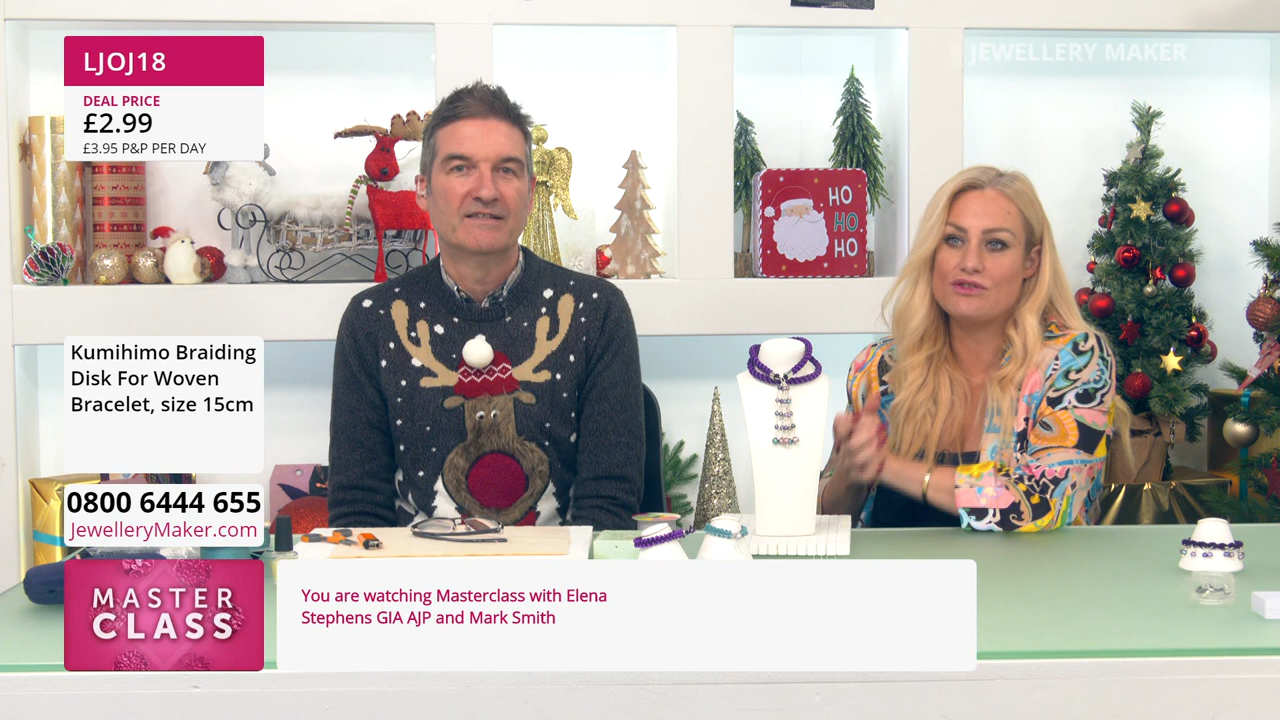 JEWELLERY MAKER
LJOJ18
DEAL PRICE
£2.99
£3.95 P&P PER DAY
HO
HO
HO
Kumihimo Braiding
Disk For Woven
Bracelet, size 15cm
0800 6444 655
JewelleryMaker.com
MASTER
CLASS
You are watching Masterclass with Elena
Stephens GIA AJP and Mark Smith